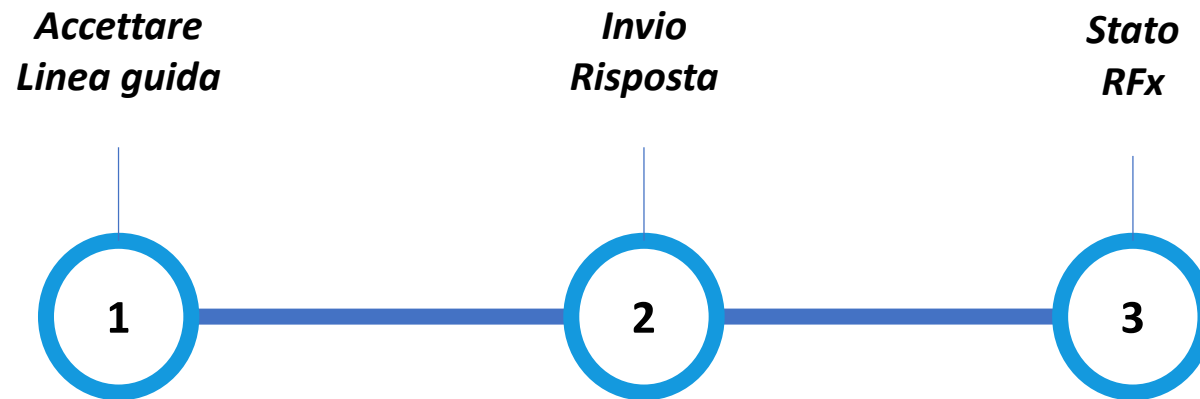 Accettare
Linea guida
Invio
Risposta
Stato
RFx
1
2
3